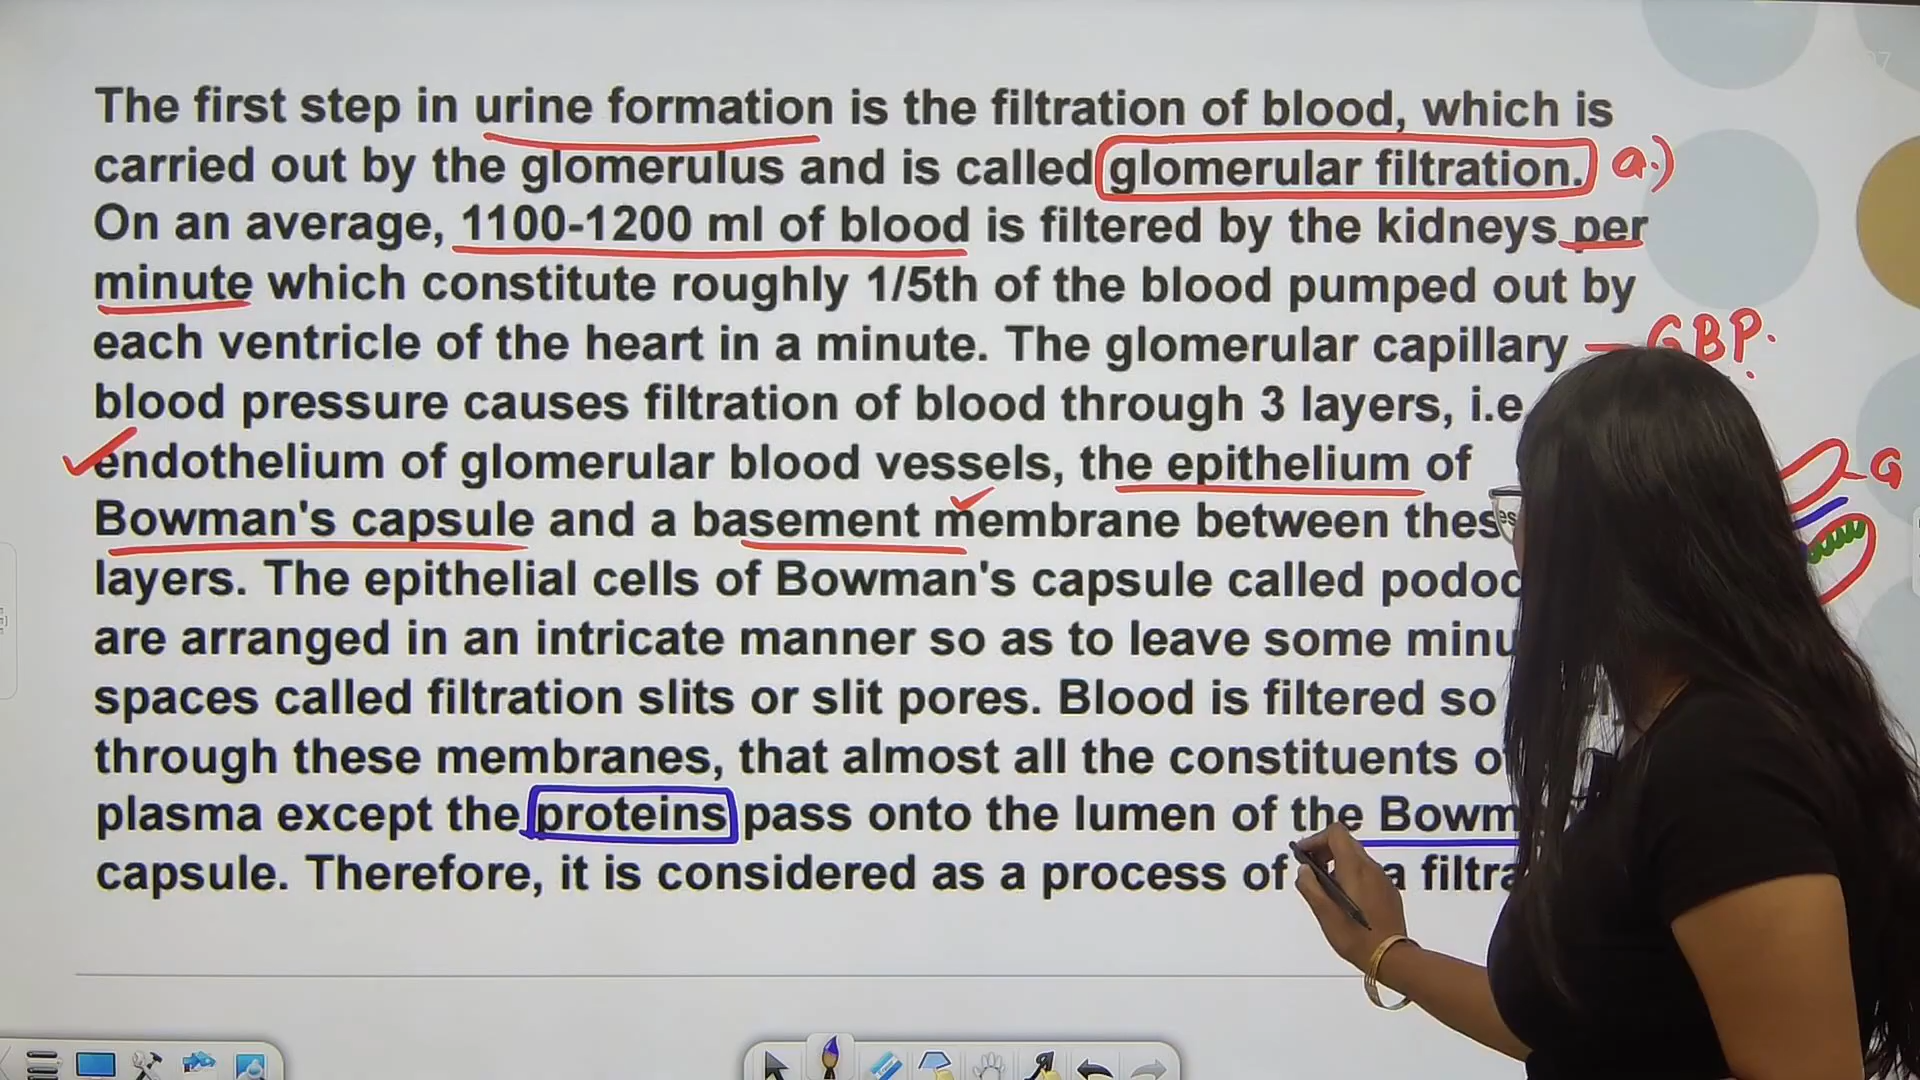 The first step in urine formation is the filtration of blood, which is
carried out by the glomerulus and is called glomerular filtration. a.)
On an average, 1100-1200 ml of blood is filtered by the kidneys per
minute which constitute roughly 1/5th of the blood pumped out by
each ventricle of the heart in a minute. The glomerular capillary – GBP.
blood pressure causes filtration of blood through 3 layers, i.e
endothelium of glomerular blood vessels, the epithelium of G
Bowman's capsule and a basement membrane between thes
layers. The epithelial cells of Bowman's capsule called podoc
are arranged in an intricate manner so as to leave some minu
spaces called filtration slits or slit pores. Blood is filtered so
through these membranes, that almost all the constituents o
plasma except the proteins pass onto the lumen of the Bowm
capsule. Therefore, it is considered as a process of a filtra